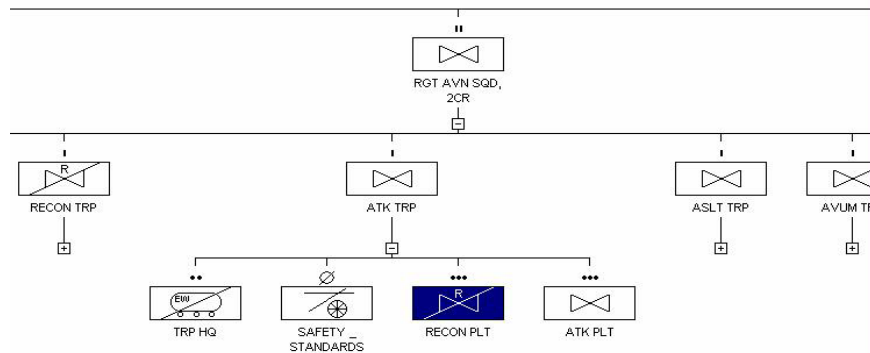 RGT AVN SQD,
2CR
R
RECON TRP
ATK TRP
ASLT TRP
AVUM
EW
R
TRP HQ
SAFETY _
STANDARDS
RECON PLT
ATK PLT